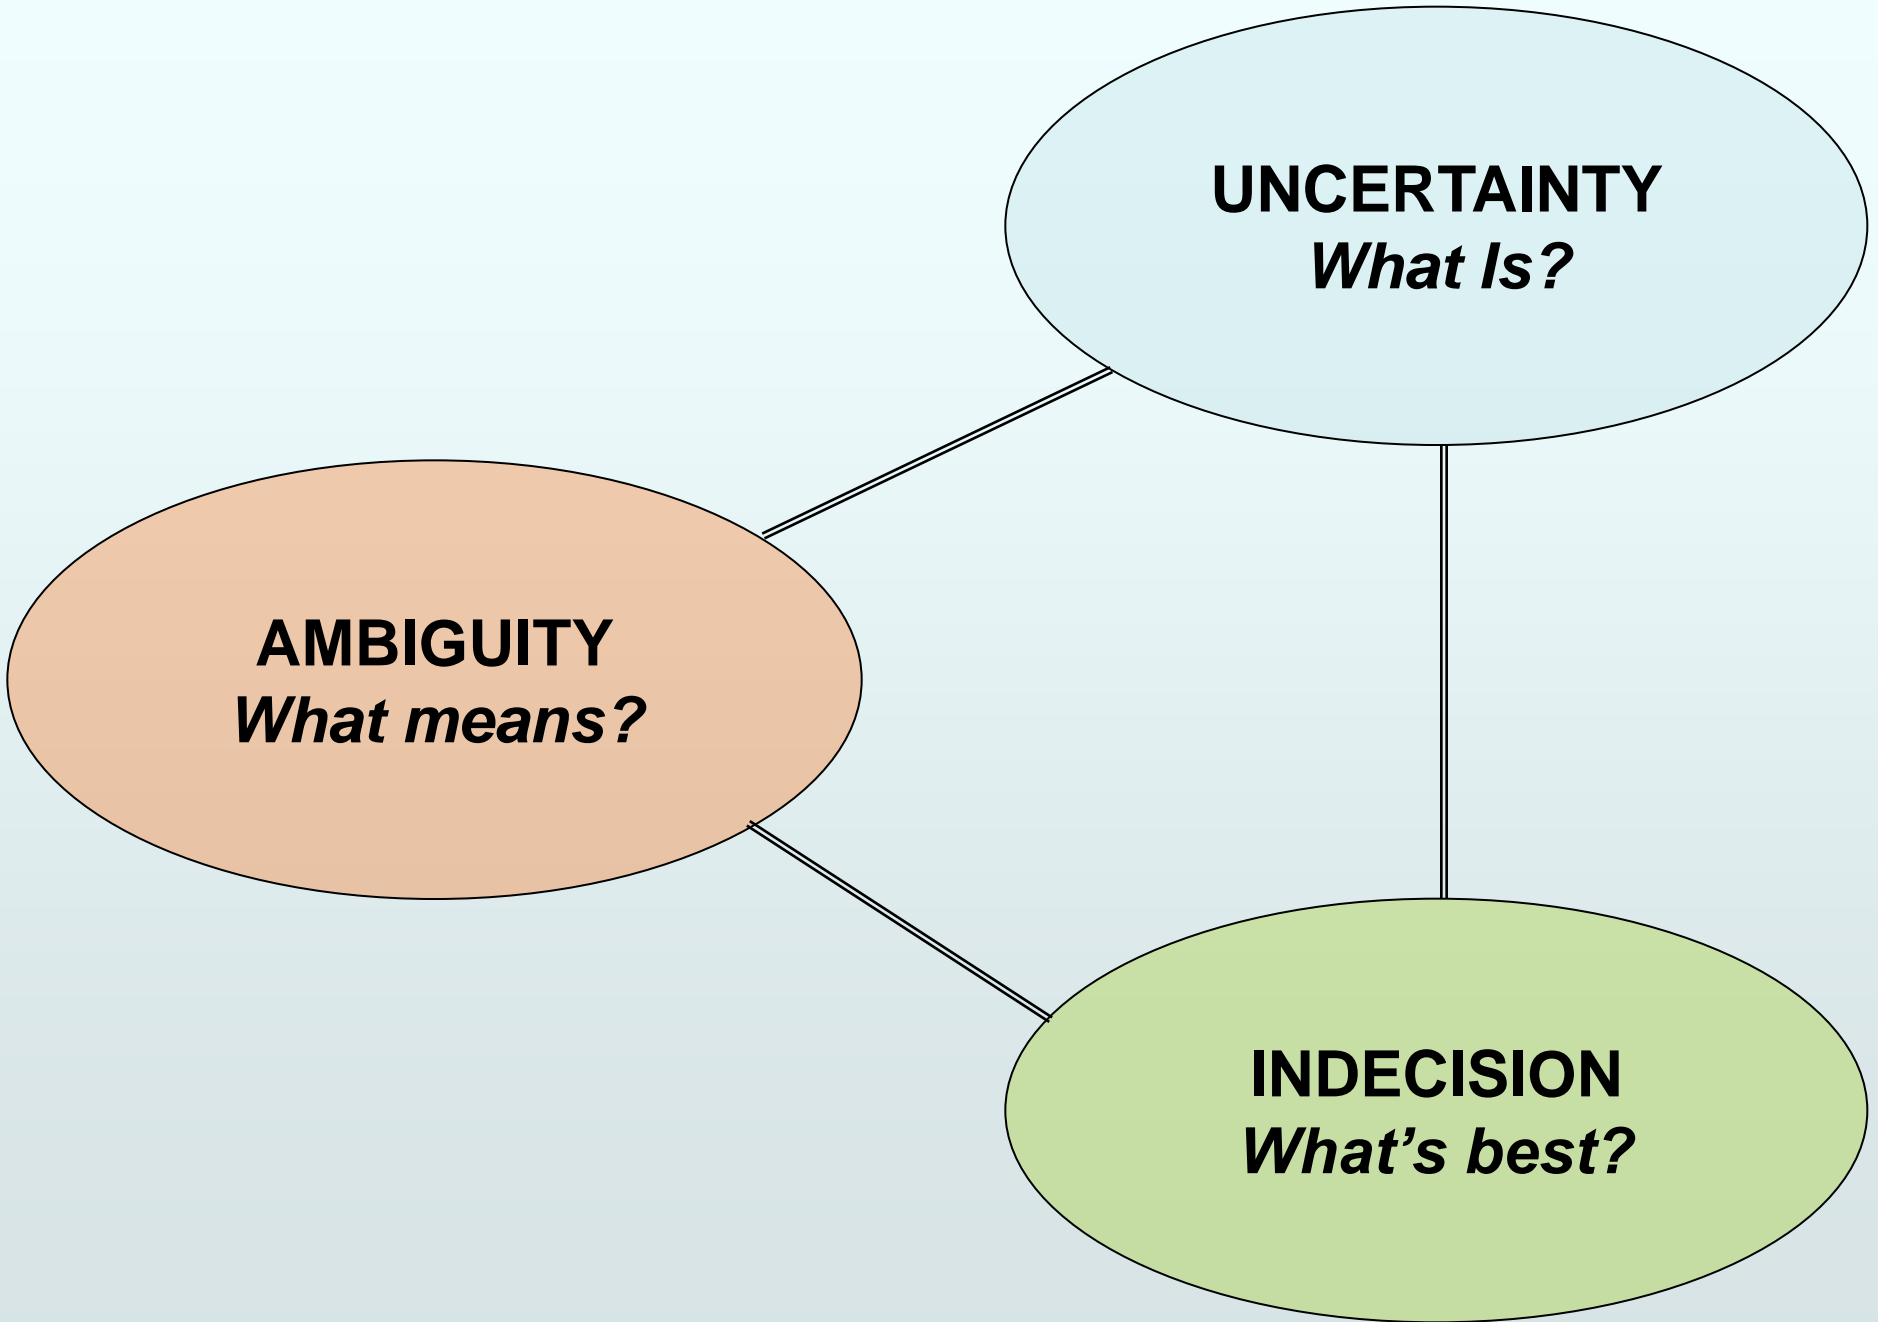 UNCERTAINTY
What Is?
AMBIGUITY
What means?
INDECISION
What’s best?